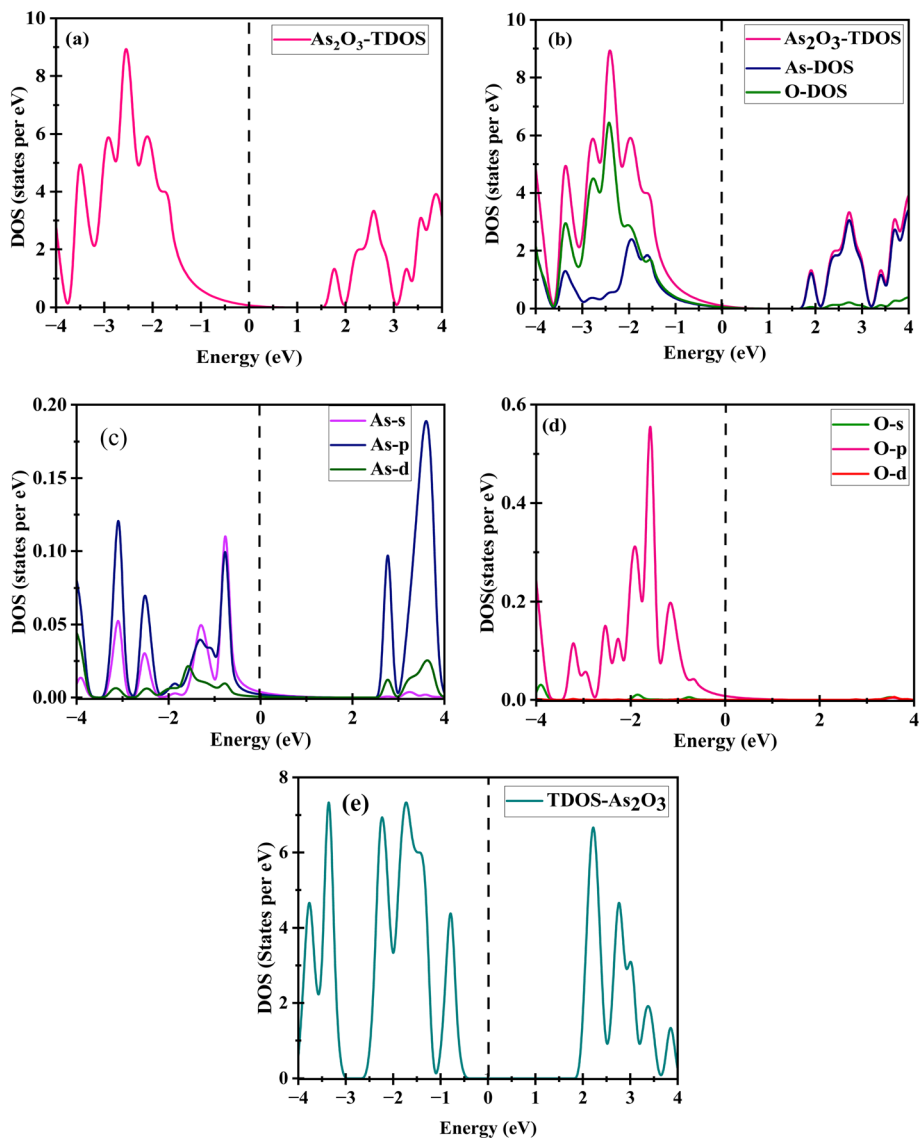 (a)
As₂O₃-TDOS
DOS (states per eV)
10
8
6
4
2
0
−4 −3 −2 −1 0 1 2 3 4
Energy (eV)
(b)
As₂O₃-TDOS
As-DOS
O-DOS
DOS (states per eV)
10
8
6
4
2
0
−4 −3 −2 −1 0 1 2 3 4
Energy (eV)
(c)
As-s
As-p
As-d
DOS (states per eV)
0.20
0.15
0.10
0.05
0.00
−4 −2 0 2 4
Energy (eV)
(d)
O-s
O-p
O-d
DOS(states per eV)
0.6
0.4
0.2
0.0
−4 −2 0 2 4
Energy (eV)
(e)
TDOS-As₂O₃
DOS (States per eV)
8
6
4
2
0
−4 −3 −2 −1 0 1 2 3 4
Energy (eV)